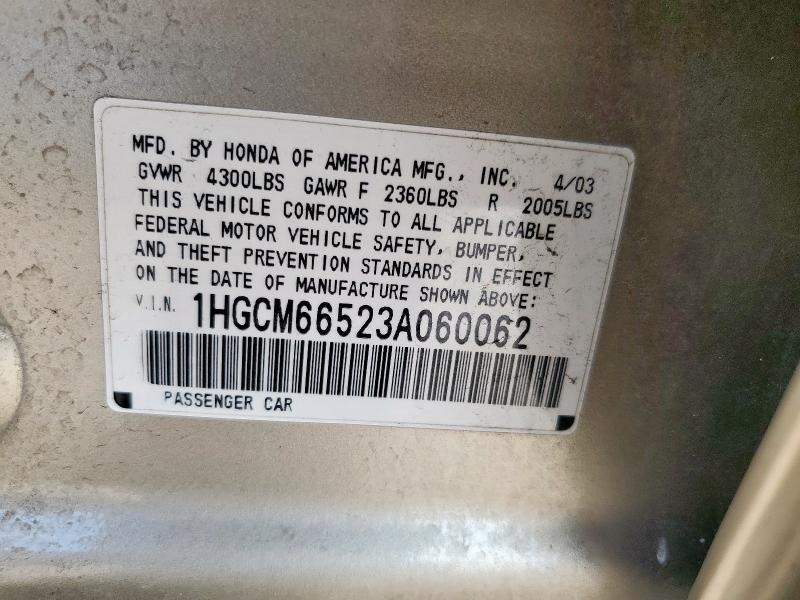 MFD. BY HONDA OF AMERICA MFG., INC. 4/03
GVWR 4300LBS GAWR F 2360LBS R 2005LBS
THIS VEHICLE CONFORMS TO ALL APPLICABLE
FEDERAL MOTOR VEHICLE SAFETY, BUMPER,
AND THEFT PREVENTION STANDARDS IN EFFECT
ON THE DATE OF MANUFACTURE SHOWN ABOVE:
V.I.N. 1HGCM66523A060062
PASSENGER CAR